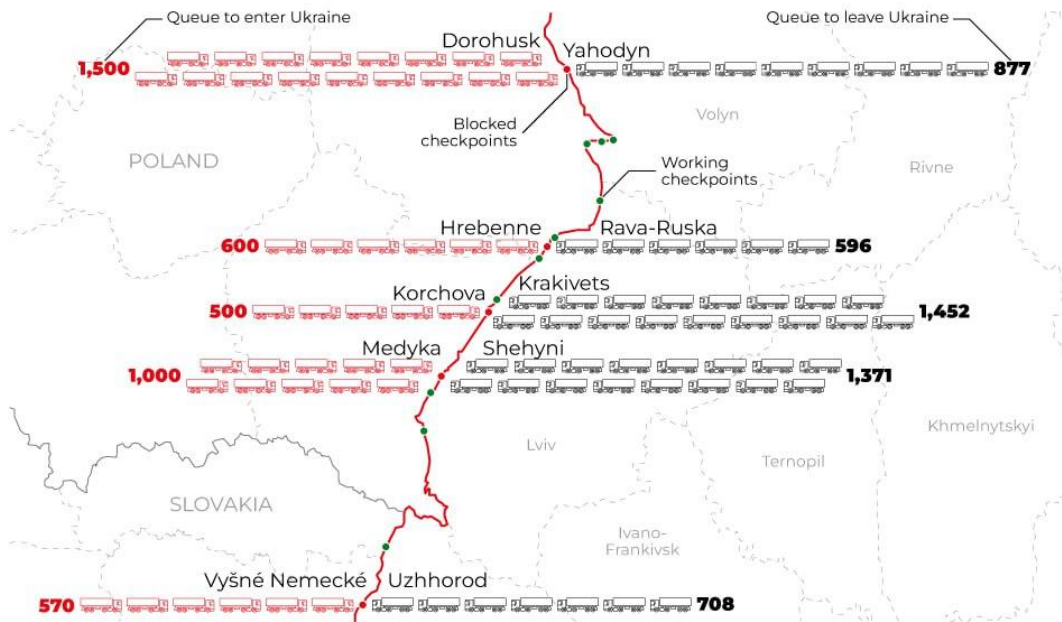 Queue to enter Ukraine
Queue to leave Ukraine
Dorohusk
Yahodyn
1,500
877
Blocked
checkpoints
Volyn
POLAND
Working
checkpoints
Rivne
Hrebenne
Rava-Ruska
600
596
Korchova
Krakivets
500
1,452
Medyka
Shehyni
1,000
1,371
Lviv
Ternopil
Khmelnytskyi
SLOVAKIA
Ivano-
Frankivsk
Vyšné Nemecké
Uzhhorod
570
708